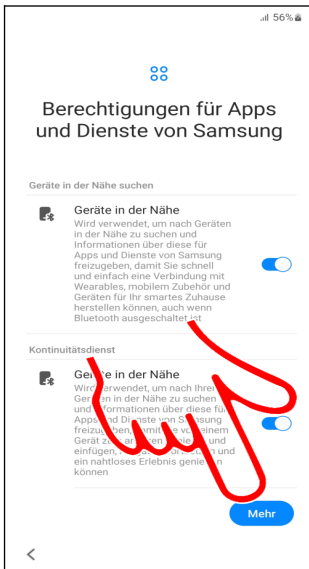 56%
Berechtigungen für Apps
und Dienste von Samsung
Geräte in der Nähe suchen
Geräte in der Nähe
Wird verwendet, um nach Geräten
in der Nähe zu suchen und
Informationen über diese für
Apps und Dienste von Samsung
freizugeben, damit Sie schnell
und einfach eine Verbindung mit
Wearables, mobilem Zubehör und
Geräten für Ihr smartes Zuhause
herstellen können, auch wenn
Bluetooth ausgeschaltet ist.
Kontinuitätsdienst
Geräte in der Nähe
Wird verwendet, um nach Ihren
Geräten in der Nähe zu suchen
und Informationen über diese für
Apps und Dienste von Samsung
freizugeben, damit Sie von einem
Gerät zum anderen kopieren und
einfügen, und
ein nahtloses Erlebnis genießen
können
Mehr